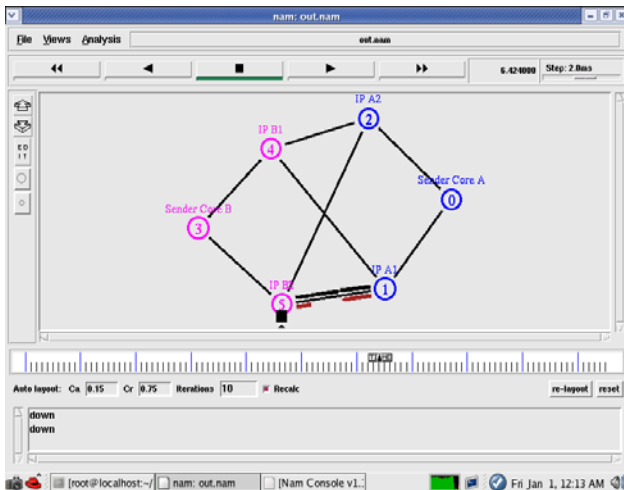 nam: out.nam
File Views Analysis out.nam
6.424000 Step: 2.0ms
ED
IT
IP A2
2
IP B1
4
Sender Core A
0
Sender Core B
3
IP A1
1
IP B2
5
TIME
Auto layout: Ca 0.15 Cr 0.75 Iterations 10 Recalc re-layout reset
down
down
[root@localhost:~/ nam: out.nam [Nam Console v1. Fri Jan 1, 12:13 AM